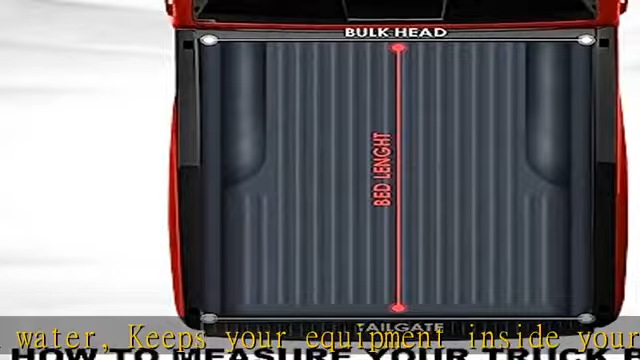 BULK HEAD
BED LENGHT
TAILGATE
water, Keeps your equipment inside your
HOW TO MEASURE YOUR TRUCK